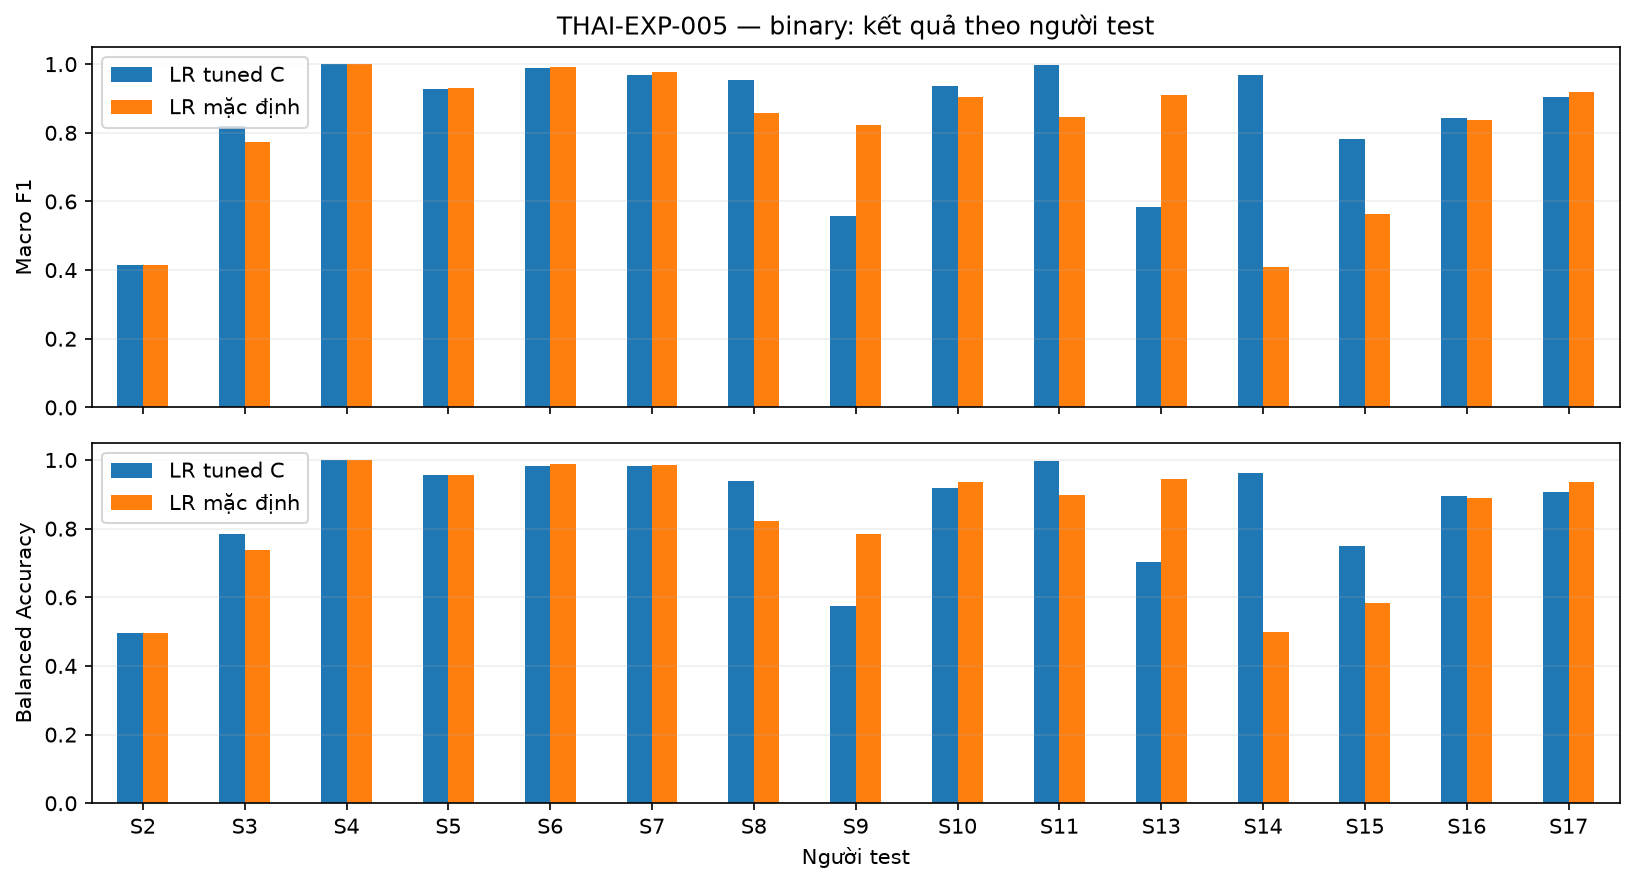 THAI-EXP-005 — binary: kết quả theo người test
LR tuned C
LR mặc định
Macro F1
1.0
0.8
0.6
0.4
0.2
0.0
LR tuned C
LR mặc định
Balanced Accuracy
1.0
0.8
0.6
0.4
0.2
0.0
S2 S3 S4 S5 S6 S7 S8 S9 S10 S11 S13 S14 S15 S16 S17
Người test